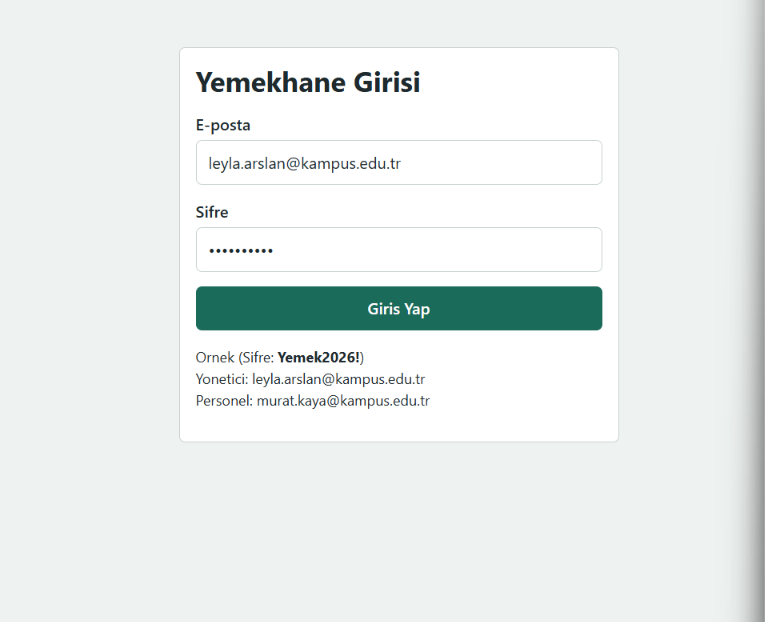 Yemekhane Girisi
E-posta
leyla.arslan@kampus.edu.tr
Sifre
••••••••••
Giris Yap
Ornek (Sifre: Yemek2026!)
Yonetici: leyla.arslan@kampus.edu.tr
Personel: murat.kaya@kampus.edu.tr